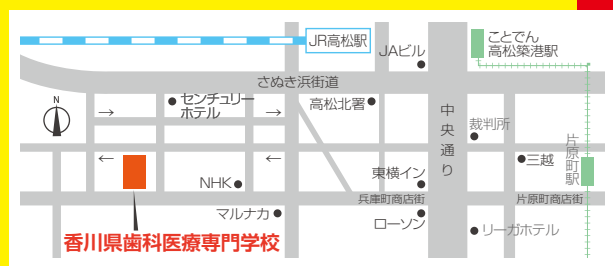 JR高松駅
ことでん
高松築港駅
JAビル
さぬき浜街道
N
→
→
センチュリー
ホテル
高松北署
中央通り
裁判所
片原町駅
←
←
三越
NHK
東横イン
兵庫町商店街
片原町商店街
マルナカ
ローソン
リーガホテル
香川県歯科医療専門学校